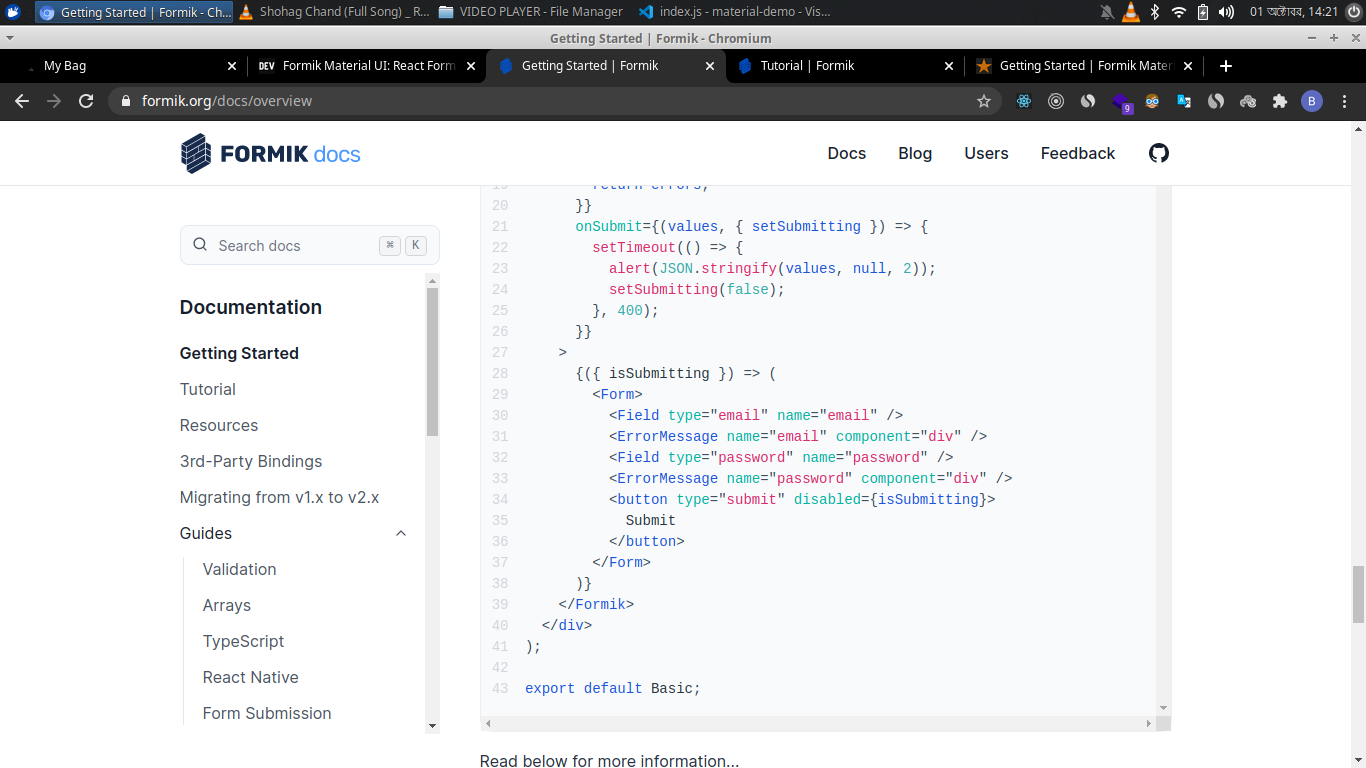 Getting Started | Formik - Ch...
Shohag Chand (Full Song) _ R...
VIDEO PLAYER - File Manager
index.js - material-demo - Vis...
01 অক্টোবর, 14:21
Getting Started | Formik - Chromium
My Bag
DEV
Formik Material UI: React Form
Getting Started | Formik
Tutorial | Formik
Getting Started | Formik Mater
formik.org/docs/overview
9
B
FORMIK docs
Docs
Blog
Users
Feedback
Search docs
⌘ K
Documentation
Getting Started
Tutorial
Resources
3rd-Party Bindings
Migrating from v1.x to v2.x
Guides
Validation
Arrays
TypeScript
React Native
Form Submission
19 return errors;
20 }}
21 onSubmit={(values, { setSubmitting }) => {
22 setTimeout(() => {
23 alert(JSON.stringify(values, null, 2));
24 setSubmitting(false);
25 }, 400);
26 }}
27 >
28 {({ isSubmitting }) => (
29 <Form>
30 <Field type="email" name="email" />
31 <ErrorMessage name="email" component="div" />
32 <Field type="password" name="password" />
33 <ErrorMessage name="password" component="div" />
34 <button type="submit" disabled={isSubmitting}>
35 Submit
36 </button>
37 </Form>
38 )}
39 </Formik>
40 </div>
41 );
42
43 export default Basic;
Read below for more information...